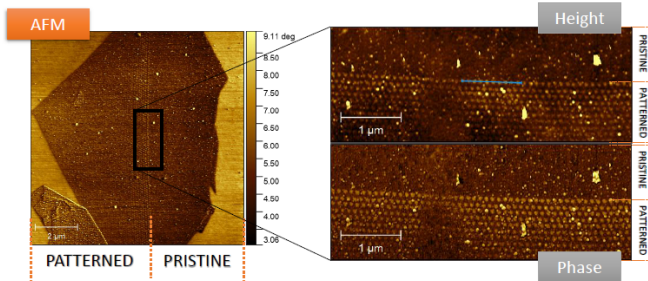 AFM
9.11 deg
8.50
8.00
7.50
7.00
6.50
6.00
5.50
5.00
4.50
4.00
3.06
2 μm
PATTERNED
PRISTINE
Height
1 μm
PRISTINE
PATTERNED
1 μm
PRISTINE
PATTERNED
Phase